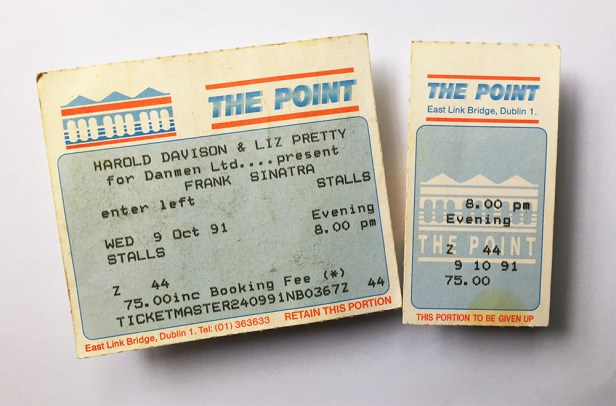 THE POINT
HAROLD DAVISON & LIZ PRETTY
for Danmen Ltd....present
FRANK SINATRA
STALLS
enter left
WED 9 Oct 91 Evening
STALLS 8.00 pm
Z 44
75.00inc Booking Fee (*)
TICKETMASTER240991NB0367Z 44
East Link Bridge, Dublin 1. Tel: (01) 363633 RETAIN THIS PORTION
THE POINT
East Link Bridge, Dublin 1.
8.00 pm
Evening
THE POINT
Z 44
9 10 91
75.00
THIS PORTION TO BE GIVEN UP